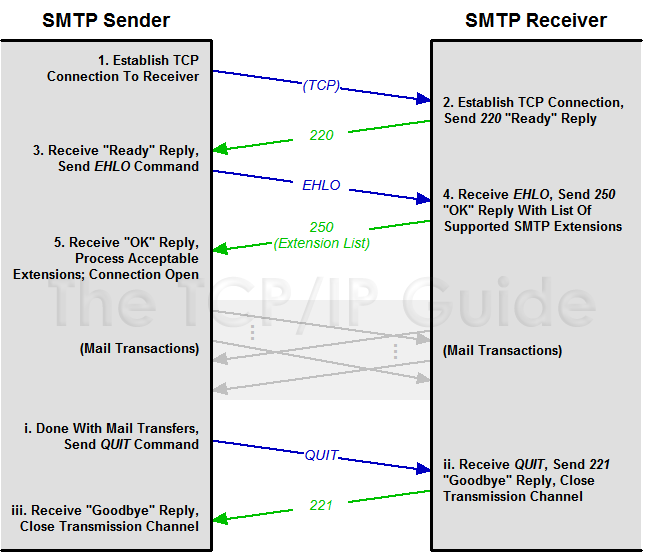 SMTP Sender
SMTP Receiver
1. Establish TCP
Connection To Receiver
(TCP)
2. Establish TCP Connection,
Send 220 "Ready" Reply
220
3. Receive "Ready" Reply,
Send EHLO Command
EHLO
4. Receive EHLO, Send 250
"OK" Reply With List Of
Supported SMTP Extensions
250
(Extension List)
5. Receive "OK" Reply,
Process Acceptable
Extensions; Connection Open
The TCP/IP Guide
(Mail Transactions)
(Mail Transactions)
i. Done With Mail Transfers,
Send QUIT Command
QUIT
ii. Receive QUIT, Send 221
"Goodbye" Reply, Close
Transmission Channel
221
iii. Receive "Goodbye" Reply,
Close Transmission Channel